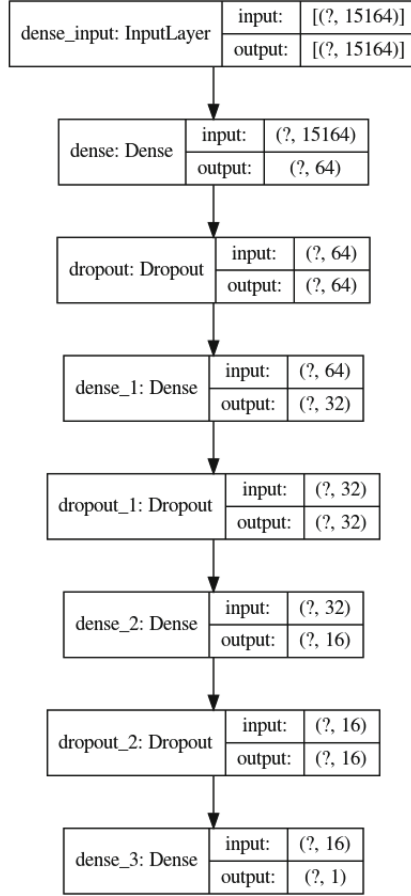 dense_input: InputLayer
input: [(?, 15164)]
output: [(?, 15164)]
dense: Dense
input: (?, 15164)
output: (?, 64)
dropout: Dropout
input: (?, 64)
output: (?, 64)
dense_1: Dense
input: (?, 64)
output: (?, 32)
dropout_1: Dropout
input: (?, 32)
output: (?, 32)
dense_2: Dense
input: (?, 32)
output: (?, 16)
dropout_2: Dropout
input: (?, 16)
output: (?, 16)
dense_3: Dense
input: (?, 16)
output: (?, 1)